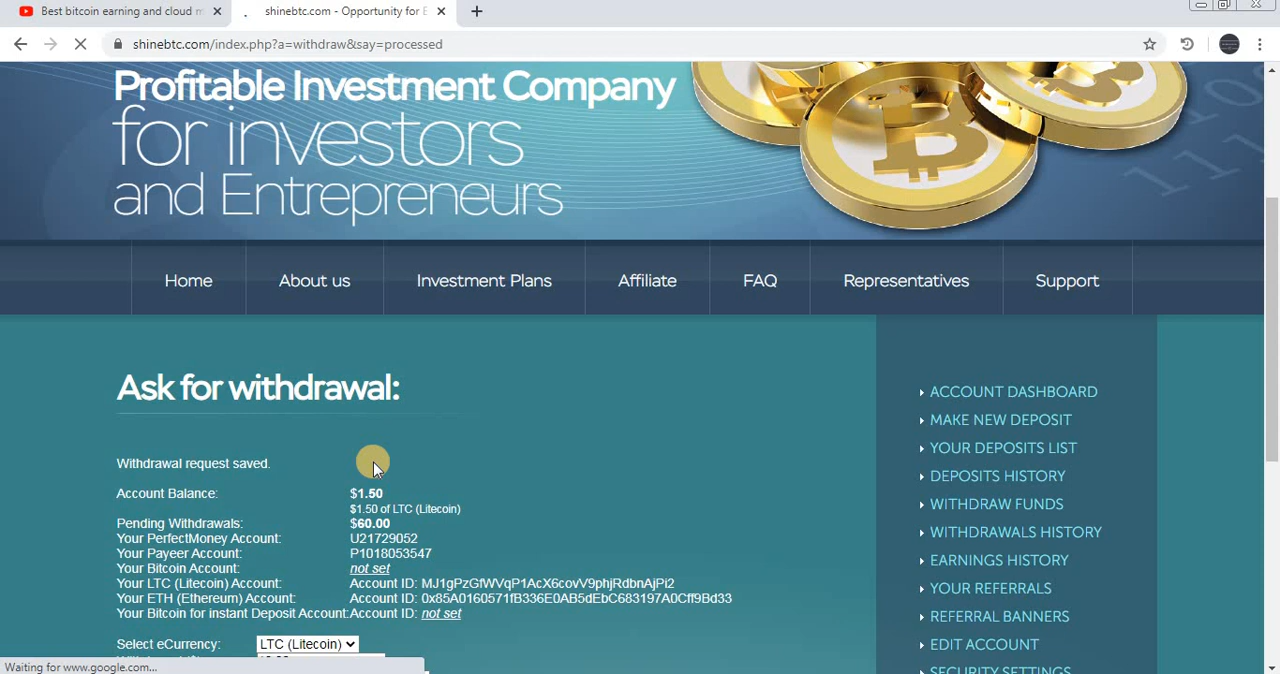 Best bitcoin earning and cloud m
shinebtc.com - Opportunity for E
shinebtc.com/index.php?a=withdraw&say=processed
Profitable Investment Company
for investors
and Entrepreneurs
Home
About us
Investment Plans
Affiliate
FAQ
Representatives
Support
Ask for withdrawal:
Withdrawal request saved.
Account Balance: $1.50
$1.50 of LTC (Litecoin)
Pending Withdrawals: $60.00
Your PerfectMoney Account: U21729052
Your Payeer Account: P1018053547
Your Bitcoin Account: not set
Your LTC (Litecoin) Account: Account ID: MJ1gPzGfWVqP1AcX6covV9phjRdbnAjPi2
Your ETH (Ethereum) Account: Account ID: 0x85A0160571fB336E0AB5dEbC683197A0Cff9Bd33
Your Bitcoin for instant Deposit Account: Account ID: not set
Select eCurrency: LTC (Litecoin)
ACCOUNT DASHBOARD
MAKE NEW DEPOSIT
YOUR DEPOSITS LIST
DEPOSITS HISTORY
WITHDRAW FUNDS
WITHDRAWALS HISTORY
EARNINGS HISTORY
YOUR REFERRALS
REFERRAL BANNERS
EDIT ACCOUNT
SECURITY SETTINGS
Waiting for www.google.com...